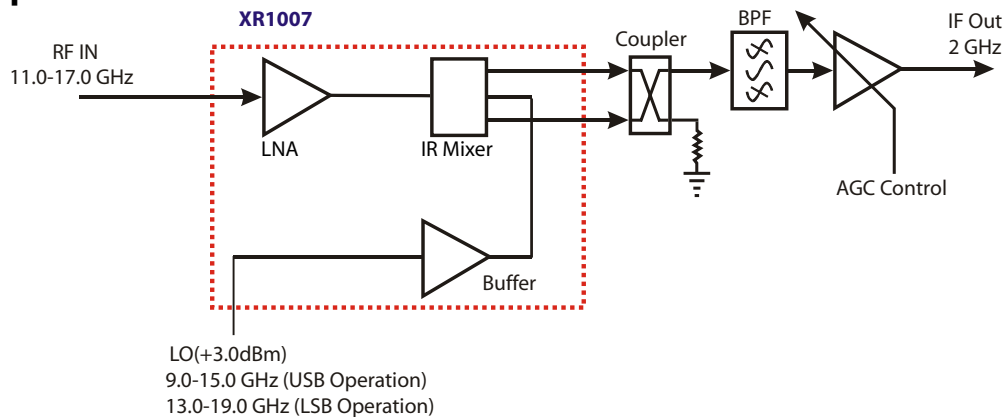 XR1007
RF IN
11.0-17.0 GHz
LNA
IR Mixer
Buffer
Coupler
BPF
IF Out
2 GHz
AGC Control
LO(+3.0dBm)
9.0-15.0 GHz (USB Operation)
13.0-19.0 GHz (LSB Operation)